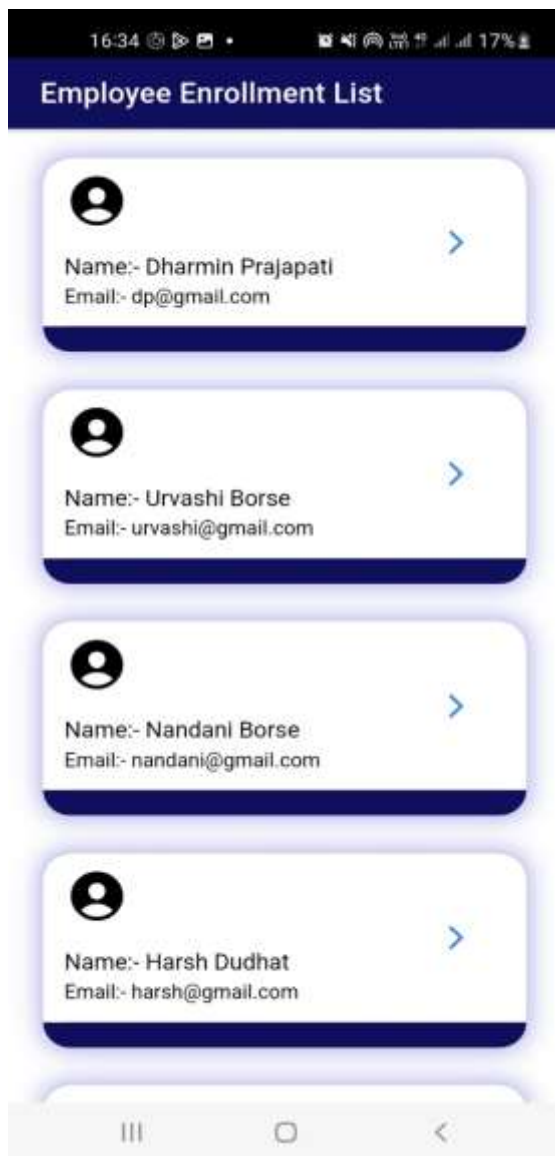 16:34
17%
Employee Enrollment List
Name:- Dharmin Prajapati
Email:- dp@gmail.com
Name:- Urvashi Borse
Email:- urvashi@gmail.com
Name:- Nandani Borse
Email:- nandani@gmail.com
Name:- Harsh Dudhat
Email:- harsh@gmail.com